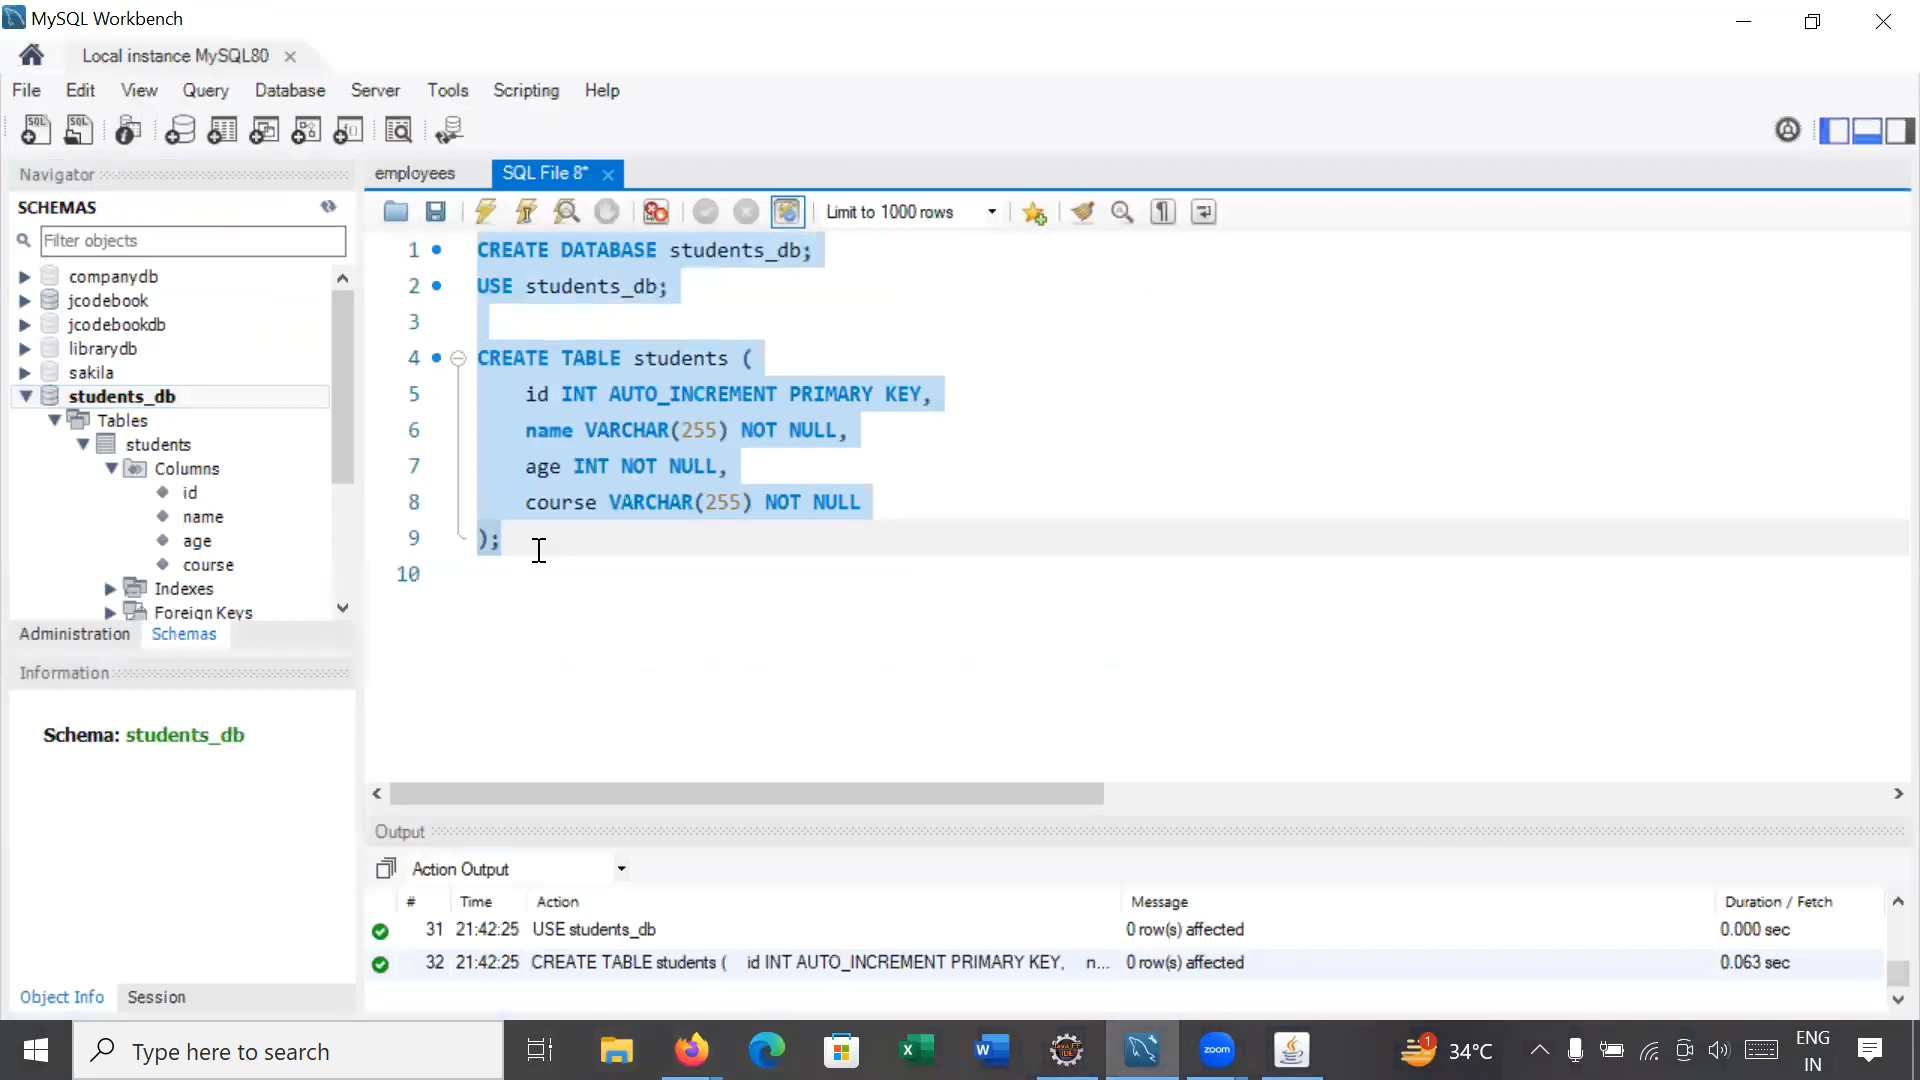 MySQL Workbench
Local instance MySQL80
File Edit View Query Database Server Tools Scripting Help
Navigator
SCHEMAS
Filter objects
companydb
jcodebook
jcodebookdb
librarydb
sakila
students_db
Tables
students
Columns
id
name
age
course
Indexes
Foreign Keys
Administration Schemas
Information
Schema: students_db
Object Info Session
employees SQL File 8*
Limit to 1000 rows
1 CREATE DATABASE students_db;
2 USE students_db;
3
4 CREATE TABLE students (
5 id INT AUTO_INCREMENT PRIMARY KEY,
6 name VARCHAR(255) NOT NULL,
7 age INT NOT NULL,
8 course VARCHAR(255) NOT NULL
9 );
10
Output
Action Output
# Time Action Message Duration / Fetch
31 21:42:25 USE students_db 0 row(s) affected 0.000 sec
32 21:42:25 CREATE TABLE students ( id INT AUTO_INCREMENT PRIMARY KEY, n... 0 row(s) affected 0.063 sec
Type here to search
zoom
1
34°C
ENG
IN